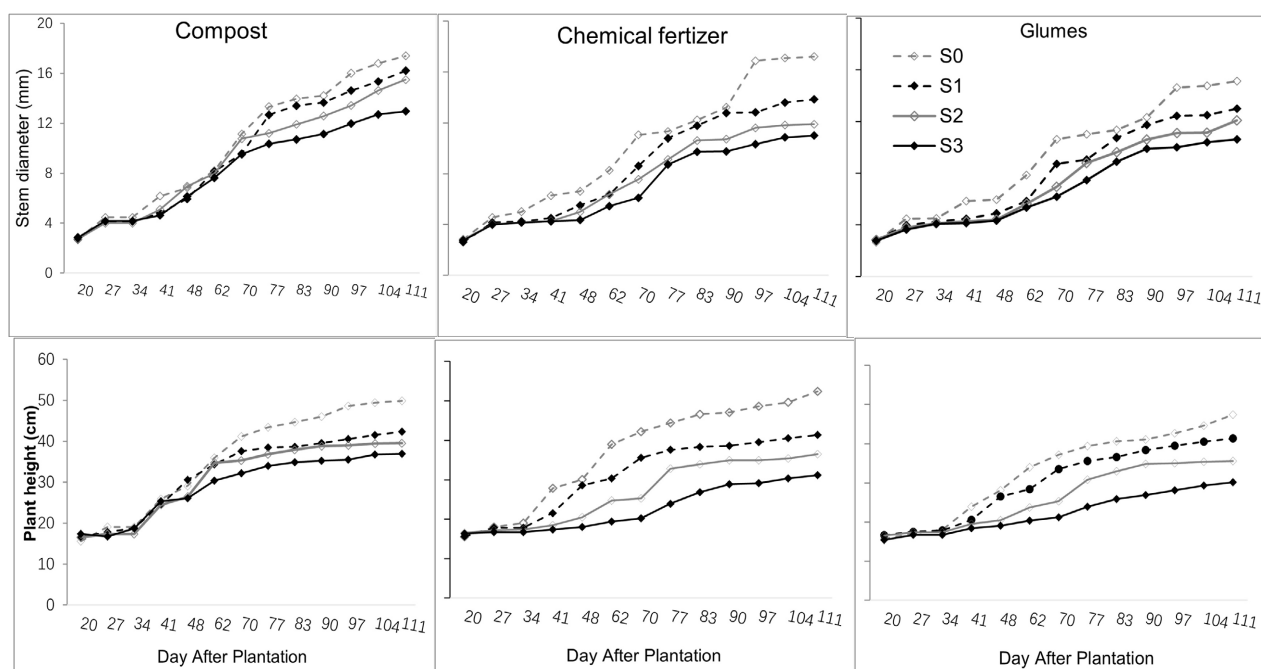 Compost
Chemical fertizer
Glumes
Stem diameter (mm)
20
16
12
8
4
0
S0
S1
S2
S3
20 27 34 41 48 62 70 77 83 90 97 104 111
20 27 34 41 48 62 70 77 83 90 97 104 111
20 27 34 41 48 62 70 77 83 90 97 104 111
Plant height (cm)
60
50
40
30
20
10
0
20 27 34 41 48 62 70 77 83 90 97 104 111
20 27 34 41 48 62 70 77 83 90 97 104 111
20 27 34 41 48 62 70 77 83 90 97 104 111
Day After Plantation
Day After Plantation
Day After Plantation